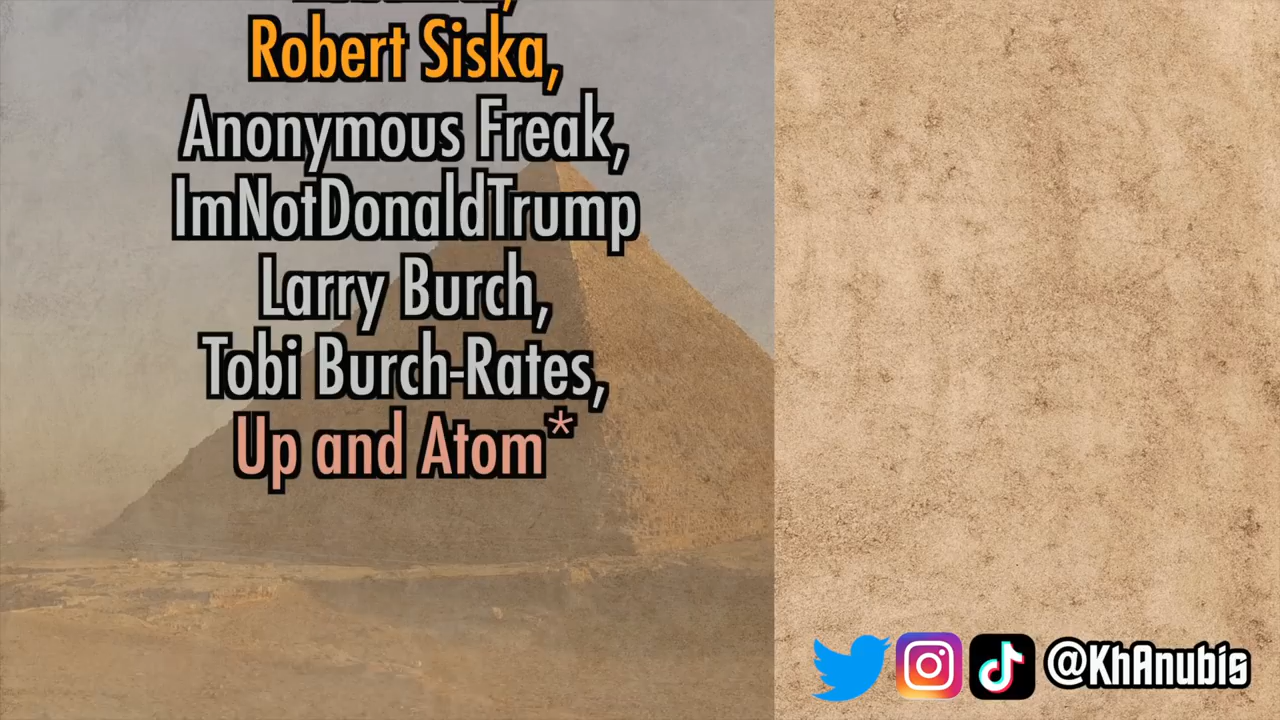 Robert Siska,
Anonymous Freak,
ImNotDonaldTrump
Larry Burch,
Tobi Burch-Rates,
Up and Atom*
@KhAnubis